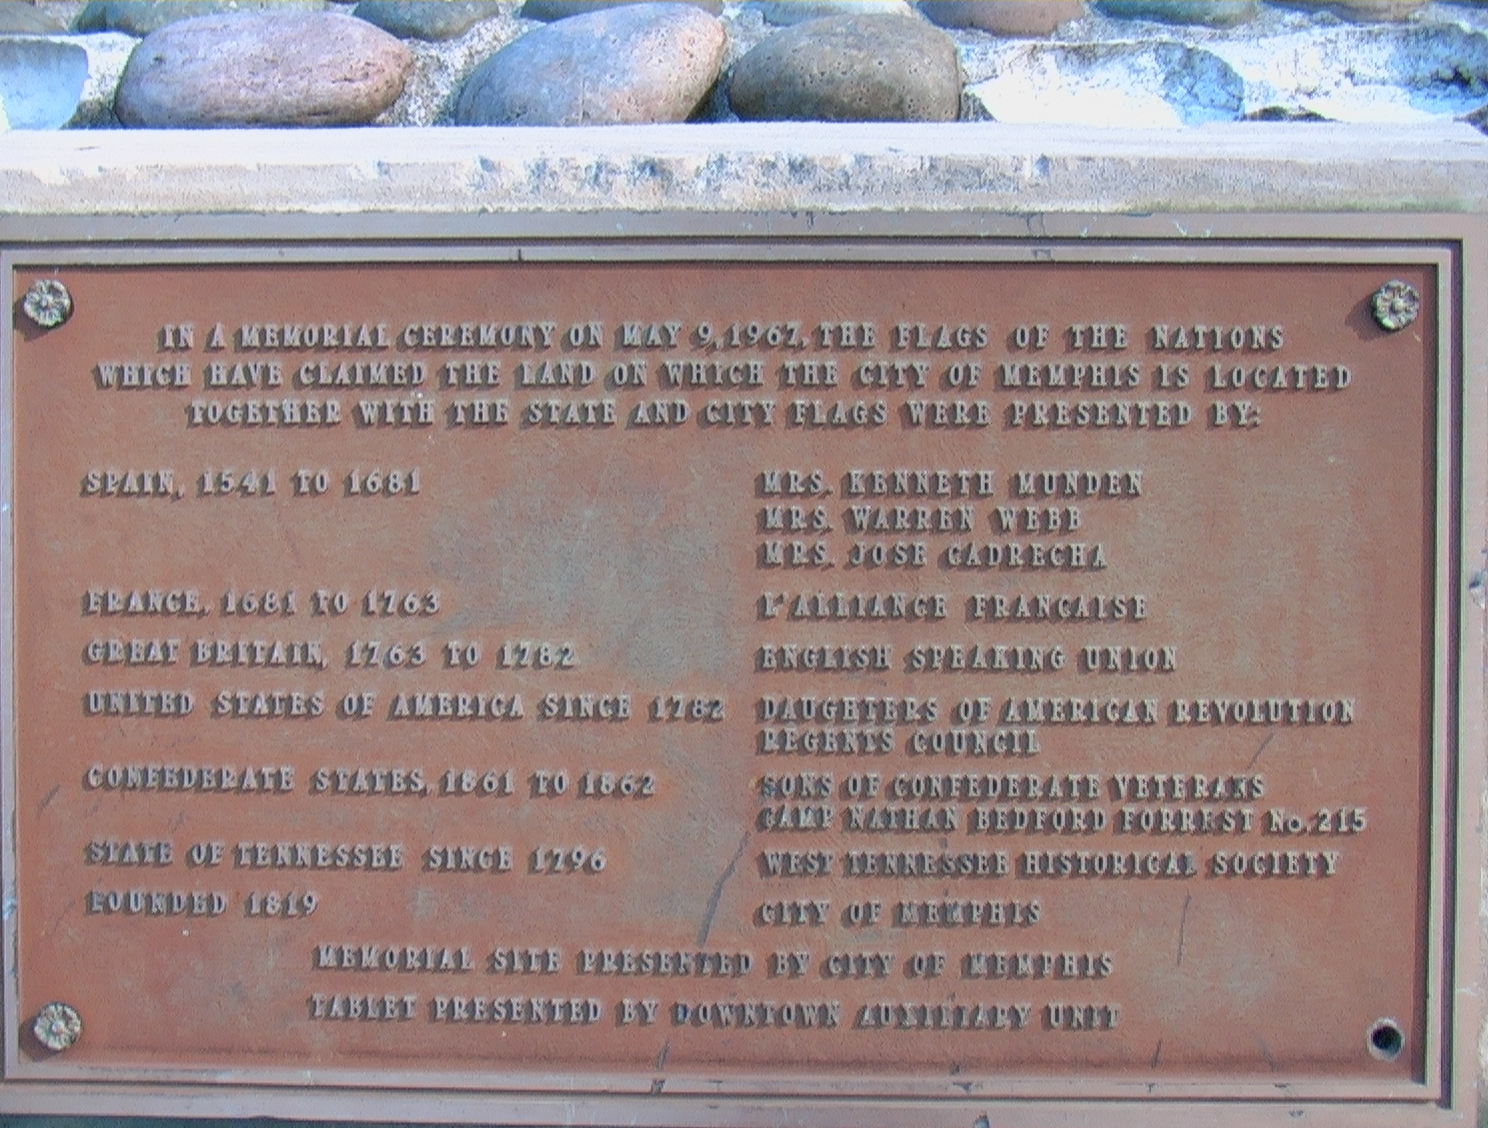 IN A MEMORIAL CEREMONY ON MAY 9, 1967, THE FLAGS OF THE NATIONS
WHICH HAVE CLAIMED THE LAND ON WHICH THE CITY OF MEMPHIS IS LOCATED
TOGETHER WITH THE STATE AND CITY FLAGS WERE PRESENTED BY:
SPAIN, 1541 TO 1681 MRS. KENNETH MUNDEN
MRS. WARREN WEBB
MRS. JOSE GADRECHA
FRANCE, 1681 TO 1763 L'ALLIANCE FRANCAISE
GREAT BRITAIN, 1763 TO 1782 ENGLISH SPEAKING UNION
UNITED STATES OF AMERICA SINCE 1782 DAUGHTERS OF AMERICAN REVOLUTION
REGENTS COUNCIL
CONFEDERATE STATES, 1861 TO 1862 SONS OF CONFEDERATE VETERANS
CAMP NATHAN BEDFORD FORREST No. 215
STATE OF TENNESSEE SINCE 1796 WEST TENNESSEE HISTORICAL SOCIETY
FOUNDED 1819 CITY OF MEMPHIS
MEMORIAL SITE PRESENTED BY CITY OF MEMPHIS
TABLET PRESENTED BY DOWNTOWN AUXILIARY UNIT